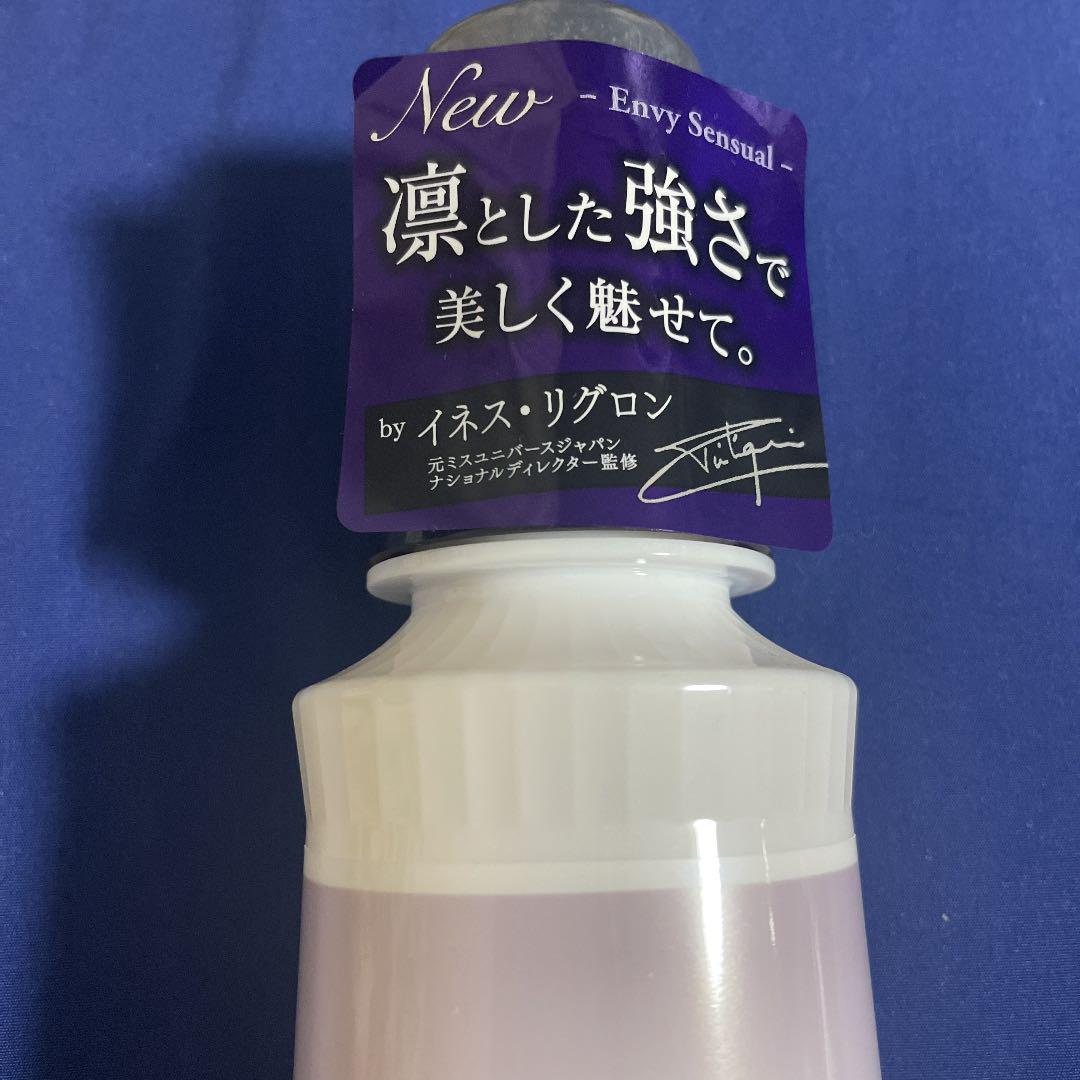 New
– Envy Sensual –
凛とした強さで
美しく魅せて。
by イネス・リグロン
元ミスユニバースジャパン
ナショナルディレクター監修